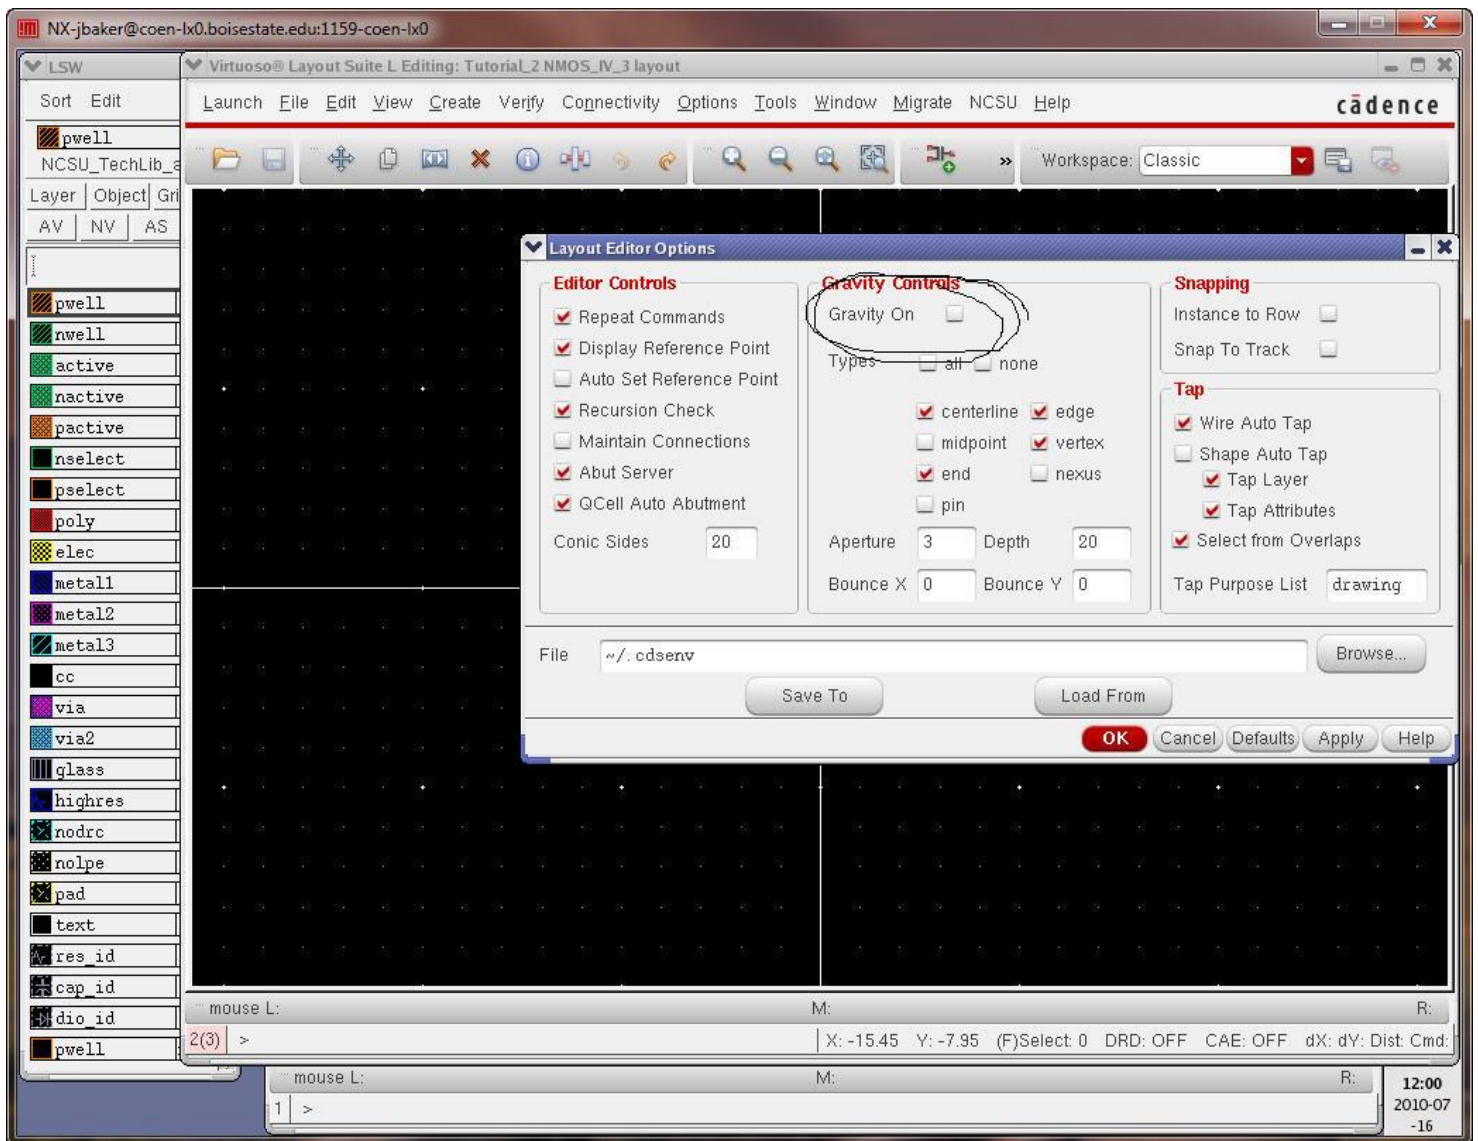 NX-jbaker@coen-lx0.boisestate.edu:1159-coen-lx0
LSW
Virtuoso® Layout Suite L Editing: Tutorial_2 NMOS_IV_3 layout
Sort Edit
Launch File Edit View Create Verify Connectivity Options Tools Window Migrate NCSU Help
cādence
pwell
NCSU_TechLib_a
» Workspace: Classic
Layer Object Gri
AV NV AS
Layout Editor Options
Editor Controls
Repeat Commands
Display Reference Point
Auto Set Reference Point
Recursion Check
Maintain Connections
Abut Server
QCell Auto Abutment
Conic Sides 20
Gravity Controls
Gravity On
Types all none
centerline edge
midpoint vertex
end nexus
pin
Aperture 3 Depth 20
Bounce X 0 Bounce Y 0
Snapping
Instance to Row
Snap To Track
Tap
Wire Auto Tap
Shape Auto Tap
Tap Layer
Tap Attributes
Select from Overlaps
Tap Purpose List drawing
File ~/.cdsenv Browse...
Save To Load From
OK Cancel Defaults Apply Help
pwell
nwell
active
nactive
pactive
nselect
pselect
poly
elec
metal1
metal2
metal3
cc
via
via2
glass
highres
nodrc
nolpe
pad
text
res_id
cap_id
dio_id
pwell
mouse L: M: R:
2(3) > X: -15.45 Y: -7.95 (F)Select: 0 DRD: OFF CAE: OFF dX: dY: Dist: Cmd:
mouse L: M: R:
1 >
12:00
2010-07
-16